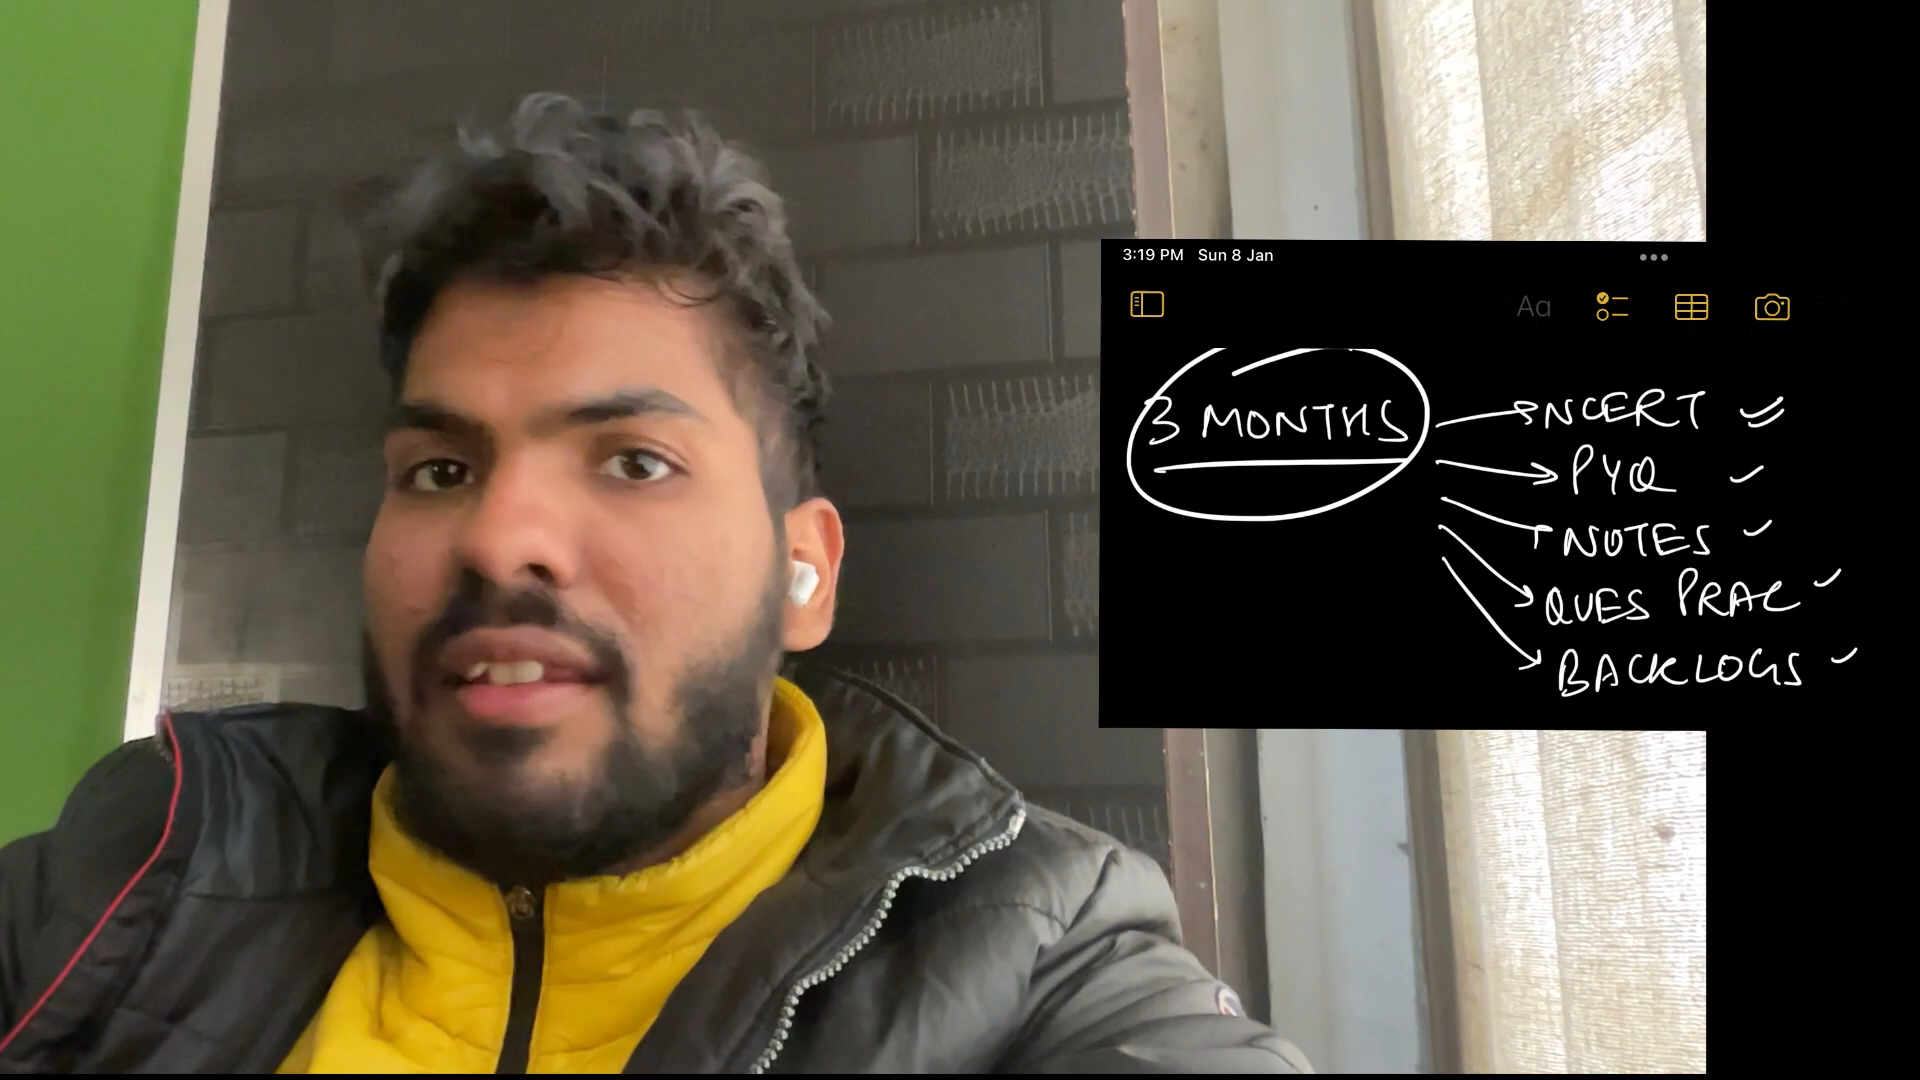 3:19 PM Sun 8 Jan
Aa
3 MONTHS
NCERT
PYQ
NOTES
QUES PRAC
BACKLOGS